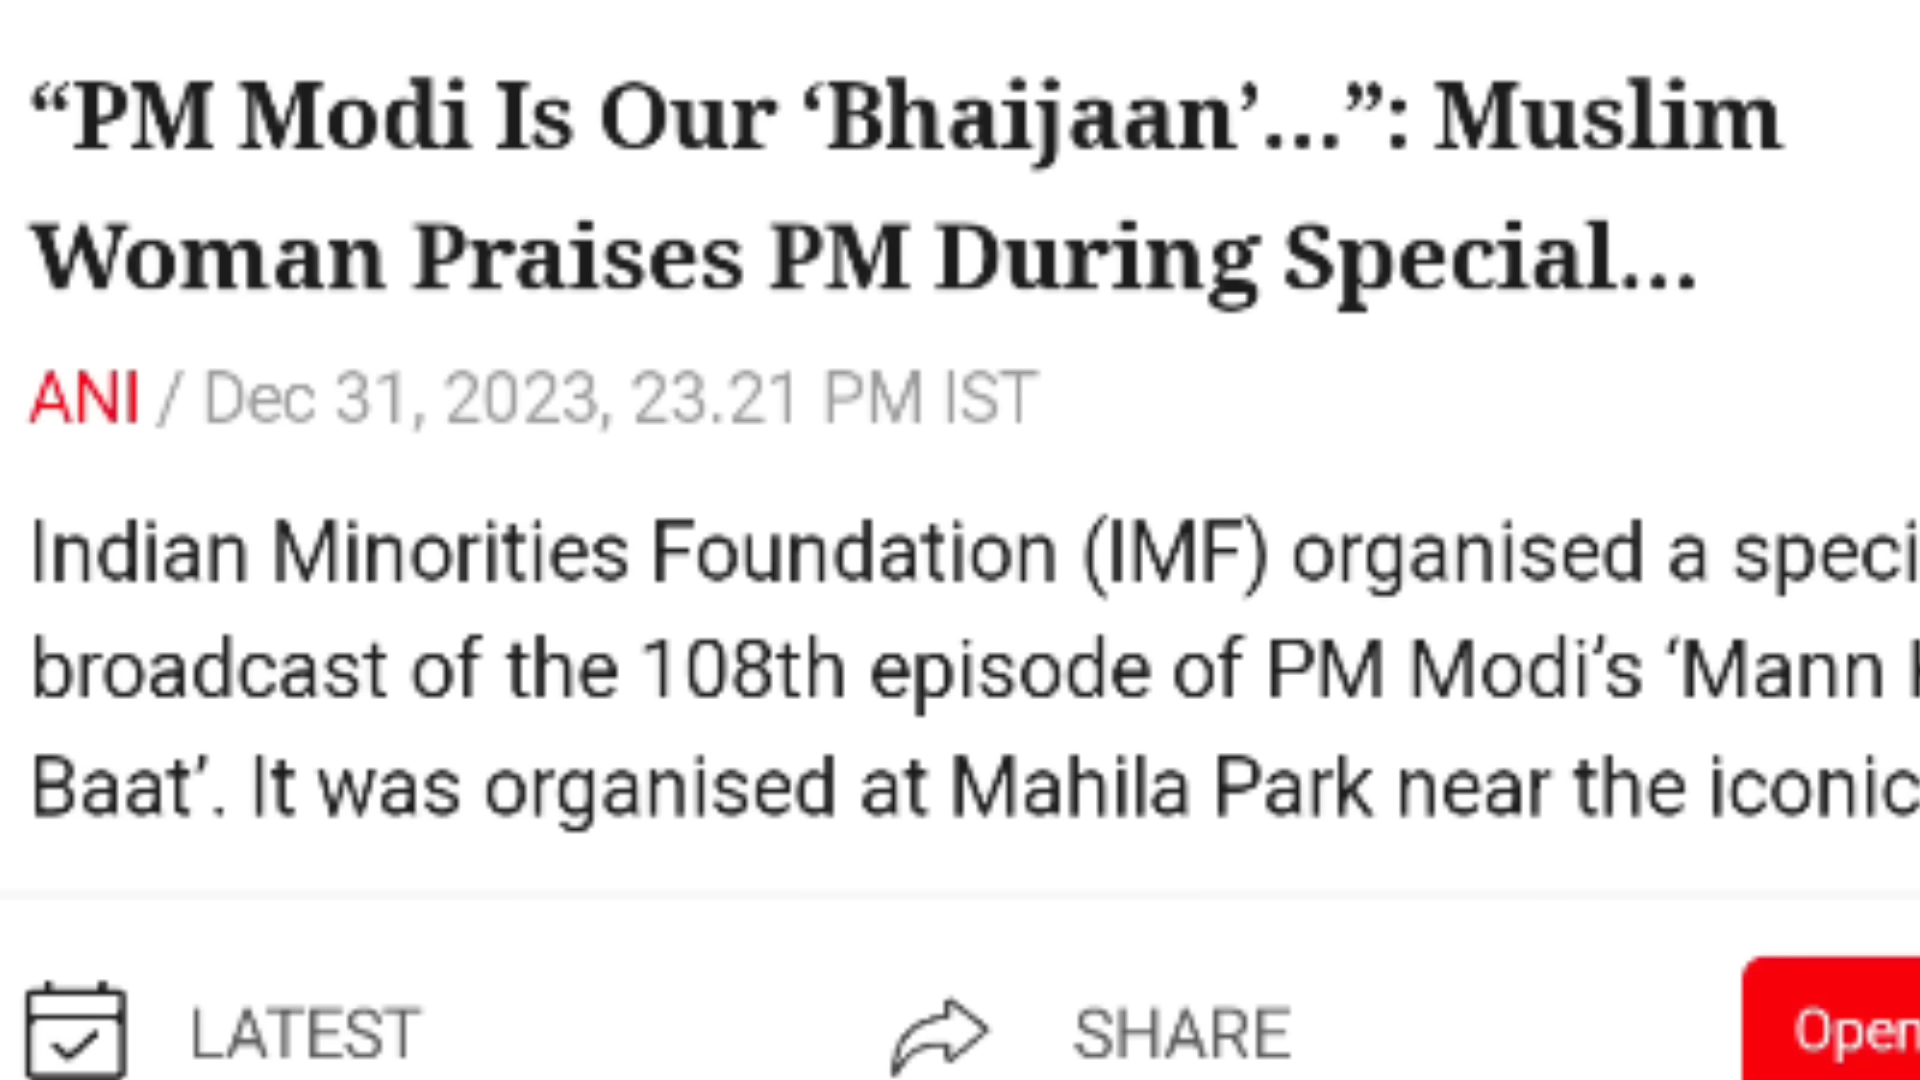 “PM Modi Is Our ‘Bhaijaan’...”: Muslim
Woman Praises PM During Special...
ANI / Dec 31, 2023, 23.21 PM IST
Indian Minorities Foundation (IMF) organised a speci
broadcast of the 108th episode of PM Modi’s ‘Mann
Baat’. It was organised at Mahila Park near the iconic
LATEST
SHARE
Open